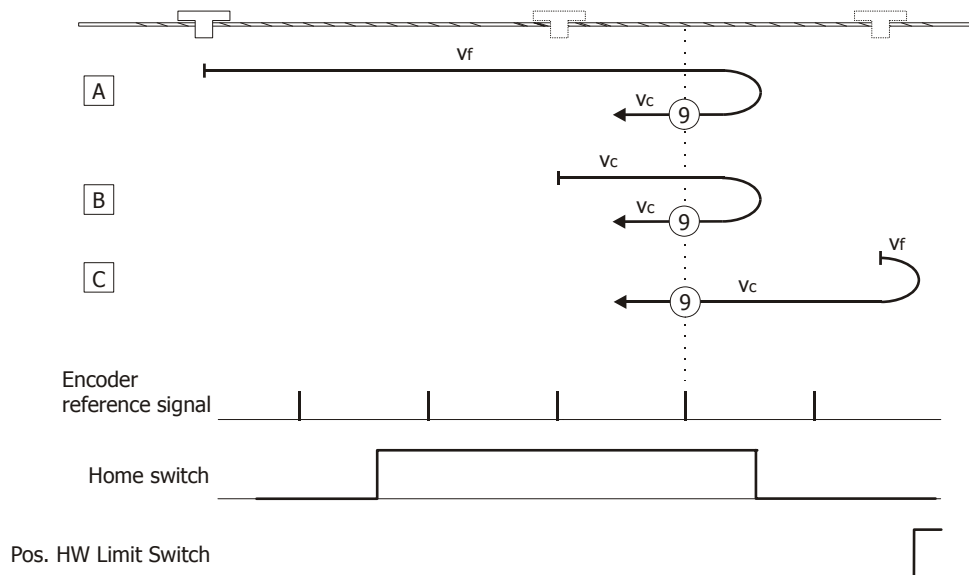 Vf
A
Vc
9
Vc
B
Vc
9
Vf
C
9
Vc
Encoder
reference signal
Home switch
Pos. HW Limit Switch